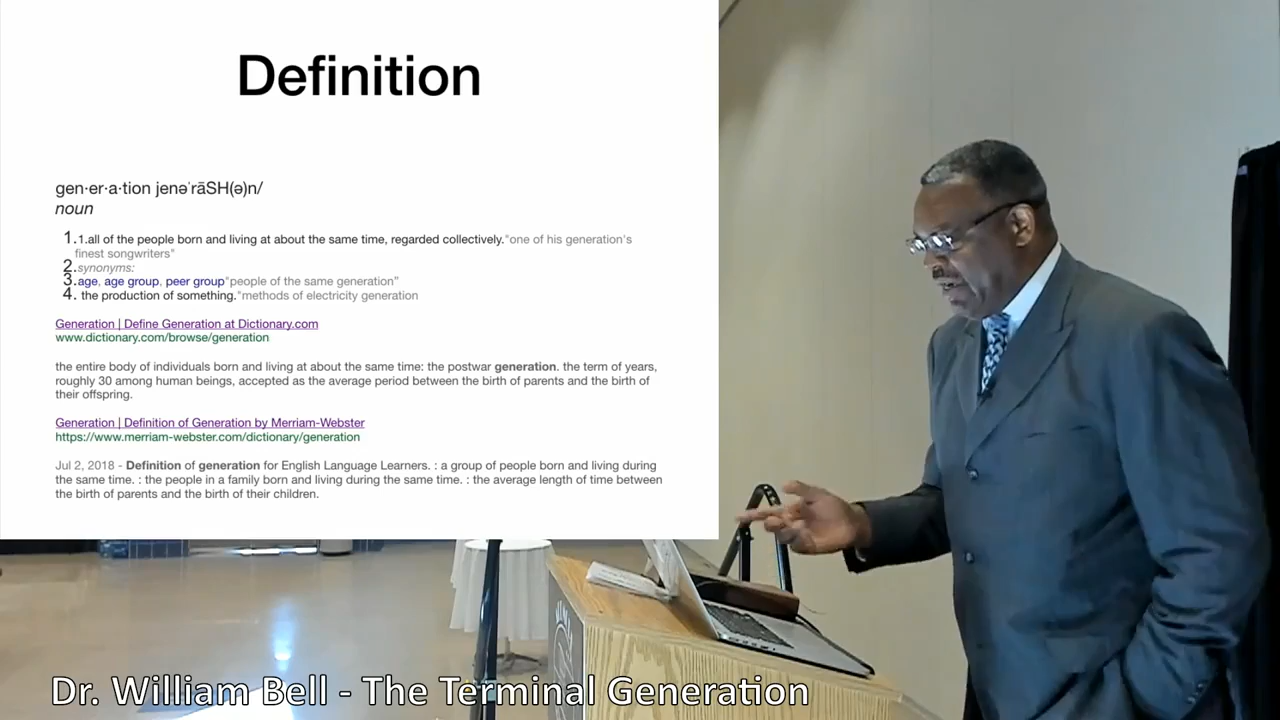 Definition
gen·er·a·tion jenəˈrāSH(ə)n/
noun
1. 1.all of the people born and living at about the same time, regarded collectively."one of his generation's
finest songwriters"
2. synonyms:
3. age, age group, peer group"people of the same generation”
4. the production of something."methods of electricity generation
Generation | Define Generation at Dictionary.com
www.dictionary.com/browse/generation
the entire body of individuals born and living at about the same time: the postwar generation. the term of years,
roughly 30 among human beings, accepted as the average period between the birth of parents and the birth of
their offspring.
Generation | Definition of Generation by Merriam-Webster
https://www.merriam-webster.com/dictionary/generation
Jul 2, 2018 - Definition of generation for English Language Learners. : a group of people born and living during
the same time. : the people in a family born and living during the same time. : the average length of time between
the birth of parents and the birth of their children.
Dr. William Bell - The Terminal Generation